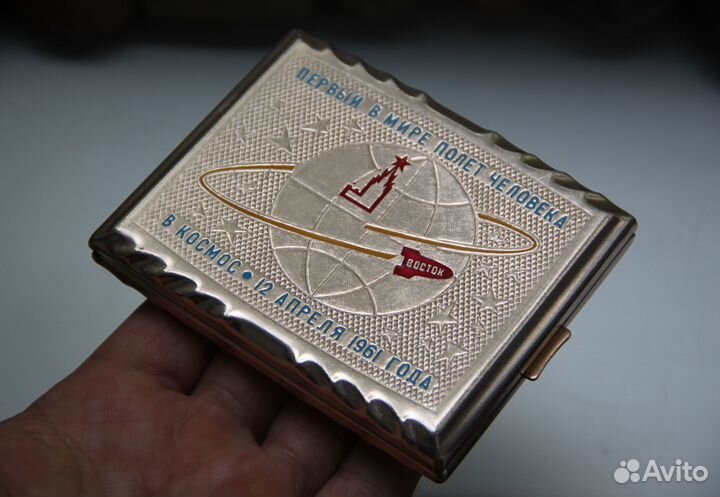 ПЕРВЫЙ В МИРЕ ПОЛЕТ ЧЕЛОВЕКА
ВОСТОК
В КОСМОС • 12 АПРЕЛЯ 1961 ГОДА
Avito